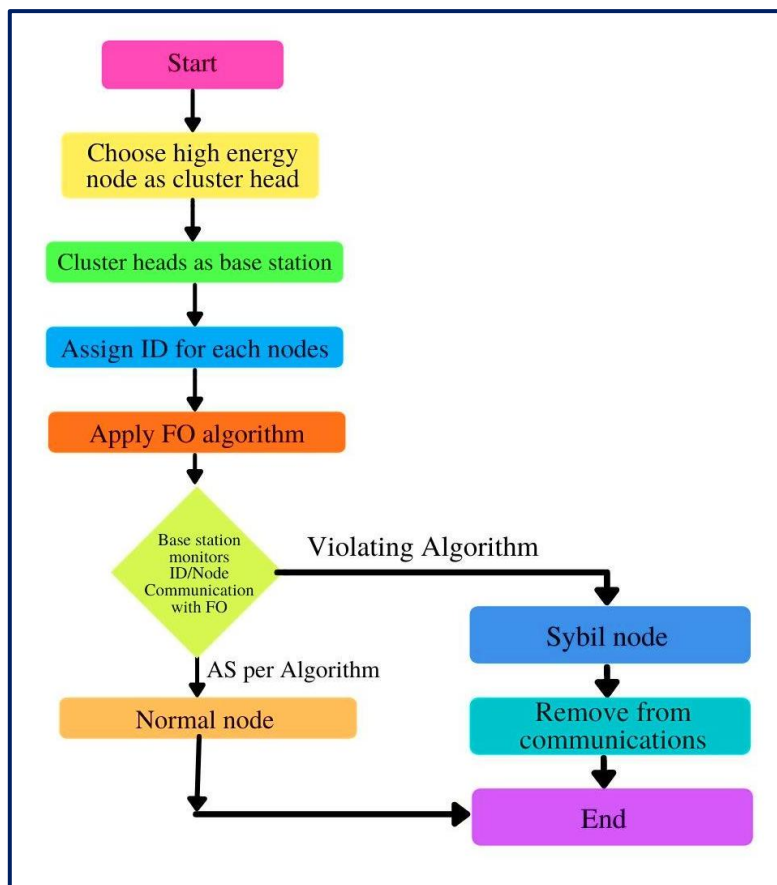 Start
Choose high energy
node as cluster head
Cluster heads as base station
Assign ID for each nodes
Apply FO algorithm
Base station
monitors
ID/Node
Communication
with FO
Violating Algorithm
Sybil node
AS per Algorithm
Normal node
Remove from
communications
End